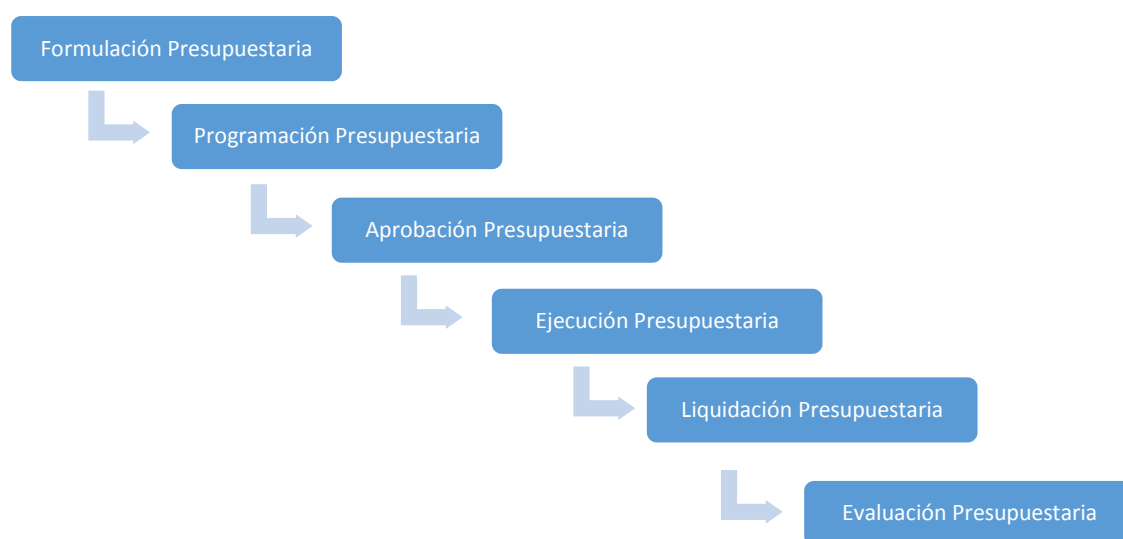 Formulación Presupuestaria
Programación Presupuestaria
Aprobación Presupuestaria
Ejecución Presupuestaria
Liquidación Presupuestaria
Evaluación Presupuestaria